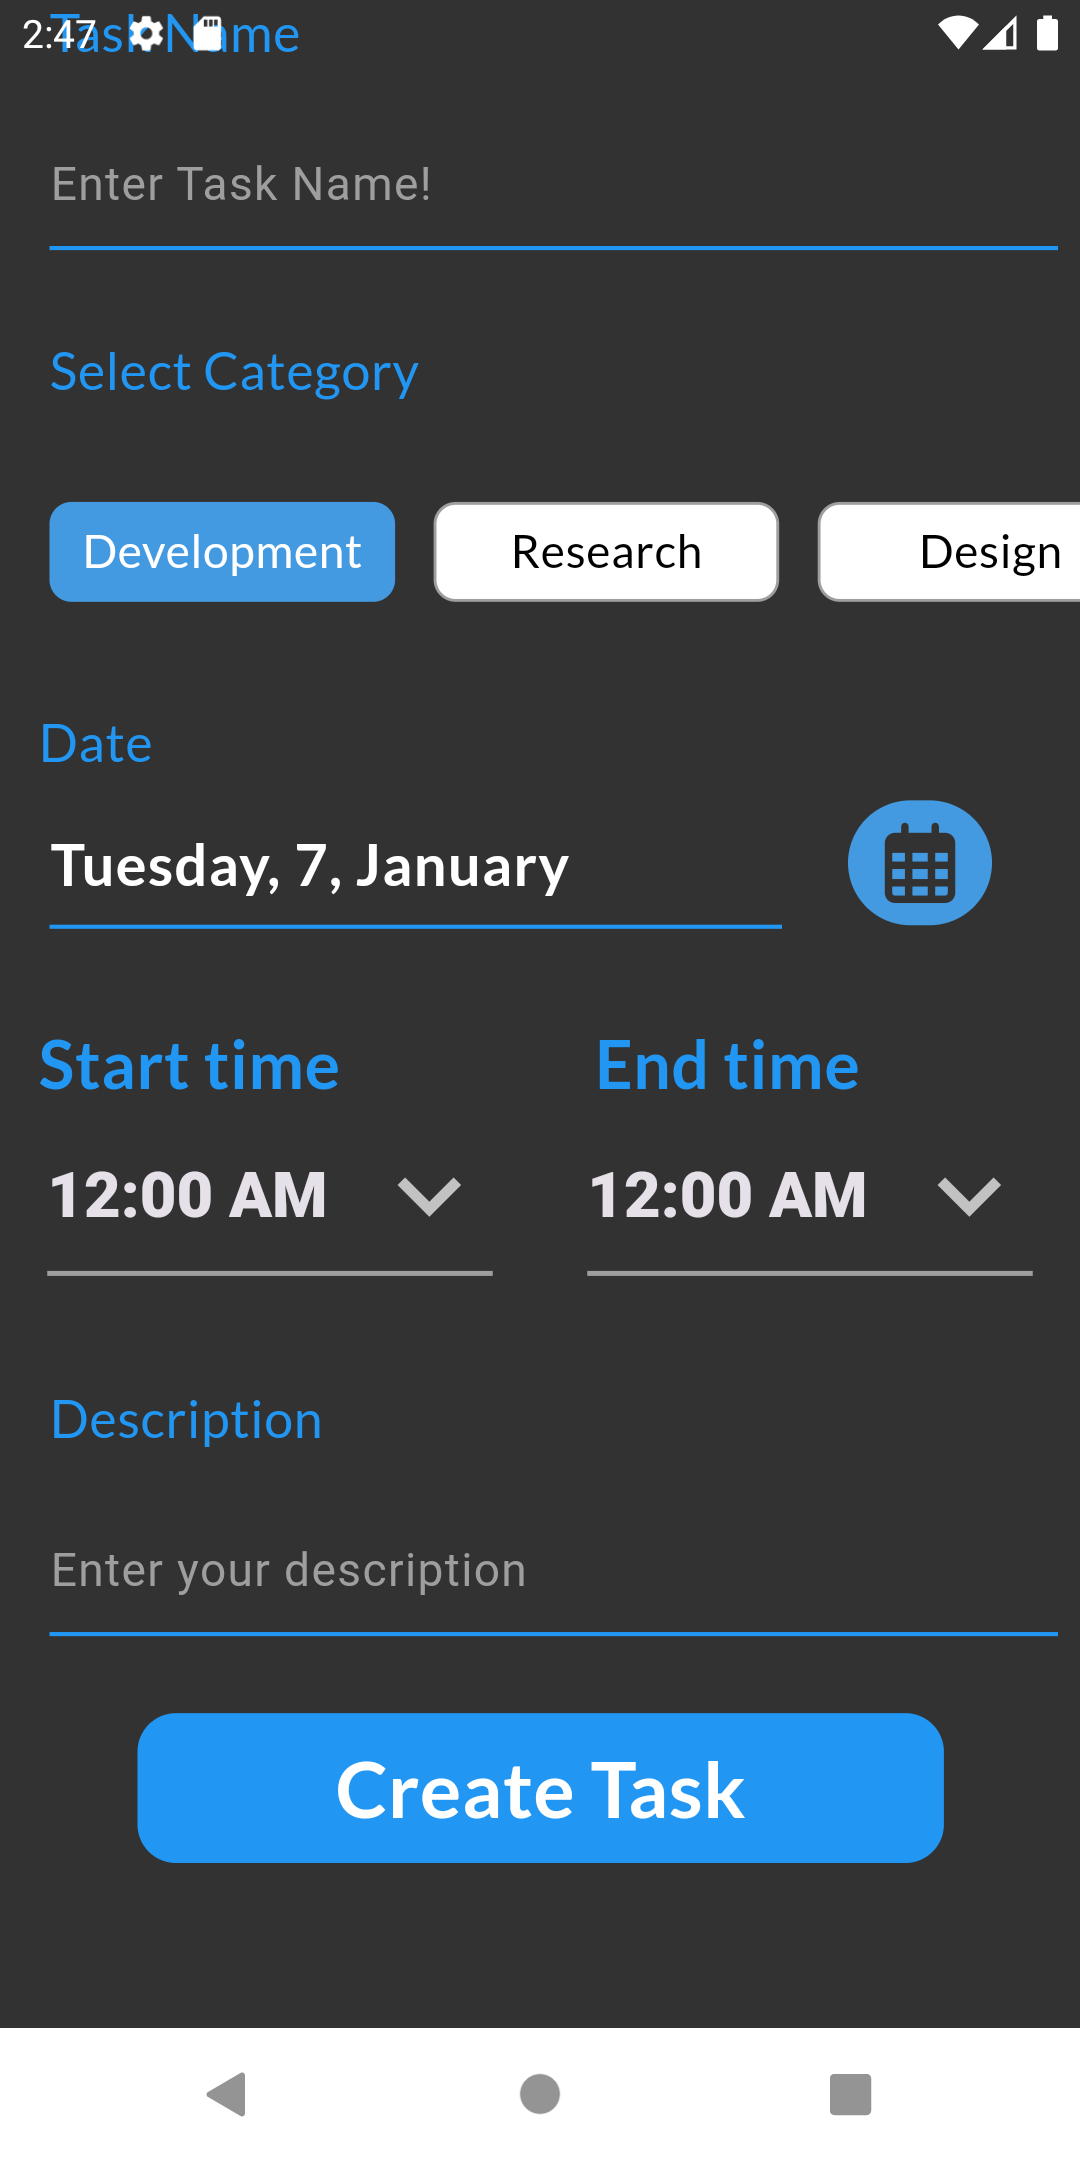 2:47
Task Name
Enter Task Name!
Select Category
Development Research Design
Date
Tuesday, 7, January
Start time End time
12:00 AM 12:00 AM
Description
Enter your description
Create Task